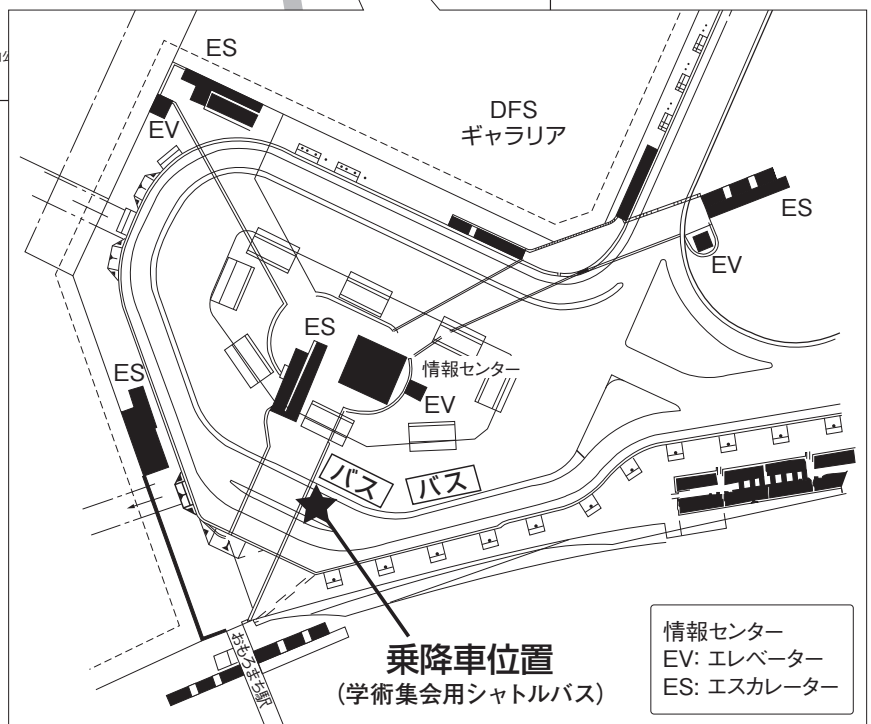 ES
EV
DFS
ギャラリア
ES
EV
ES
情報センター
EV
ES
バス
バス
おもろまち駅
乗降車位置
(学術集会用シャトルバス)
情報センター
EV: エレベーター
ES: エスカレーター